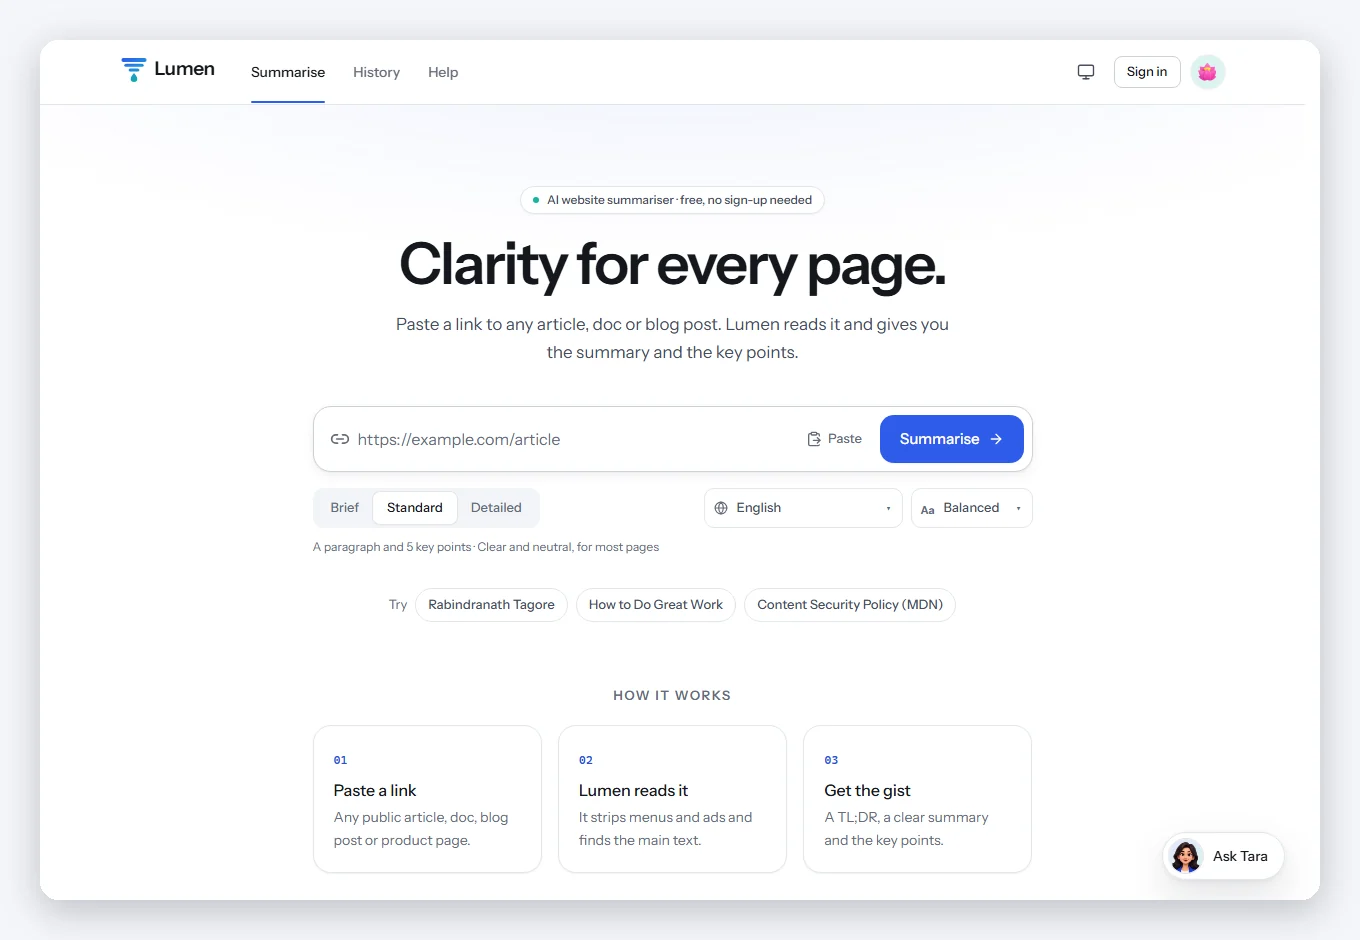 Lumen
Summarise
History
Help
Sign in
AI website summariser · free, no sign-up needed
Clarity for every page.
Paste a link to any article, doc or blog post. Lumen reads it and gives you
the summary and the key points.
https://example.com/article
Paste
Summarise
Brief
Standard
Detailed
English
Aa Balanced
A paragraph and 5 key points · Clear and neutral, for most pages
Try
Rabindranath Tagore
How to Do Great Work
Content Security Policy (MDN)
HOW IT WORKS
01
Paste a link
Any public article, doc, blog
post or product page.
02
Lumen reads it
It strips menus and ads and
finds the main text.
03
Get the gist
A TL;DR, a clear summary
and the key points.
Ask Tara